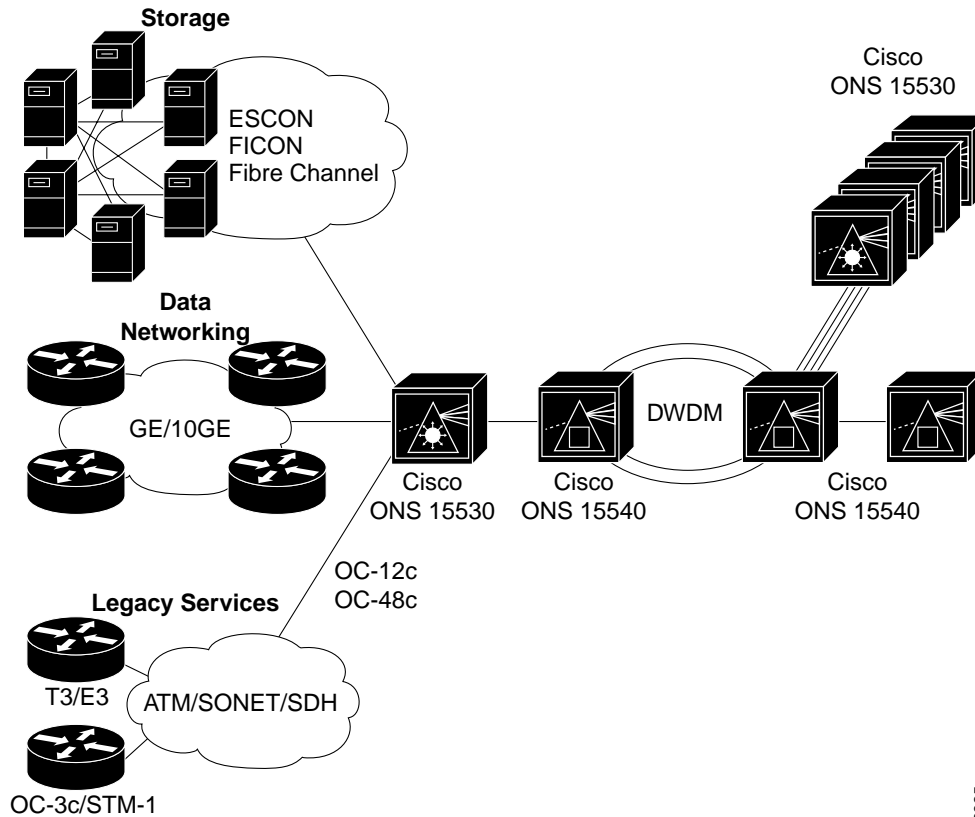 Storage
ESCON
FICON
Fibre Channel
Cisco
ONS 15530
Data
Networking
GE/10GE
DWDM
Cisco
ONS 15530
Cisco
ONS 15540
Cisco
ONS 15540
OC-12c
OC-48c
Legacy Services
T3/E3
ATM/SONET/SDH
OC-3c/STM-1